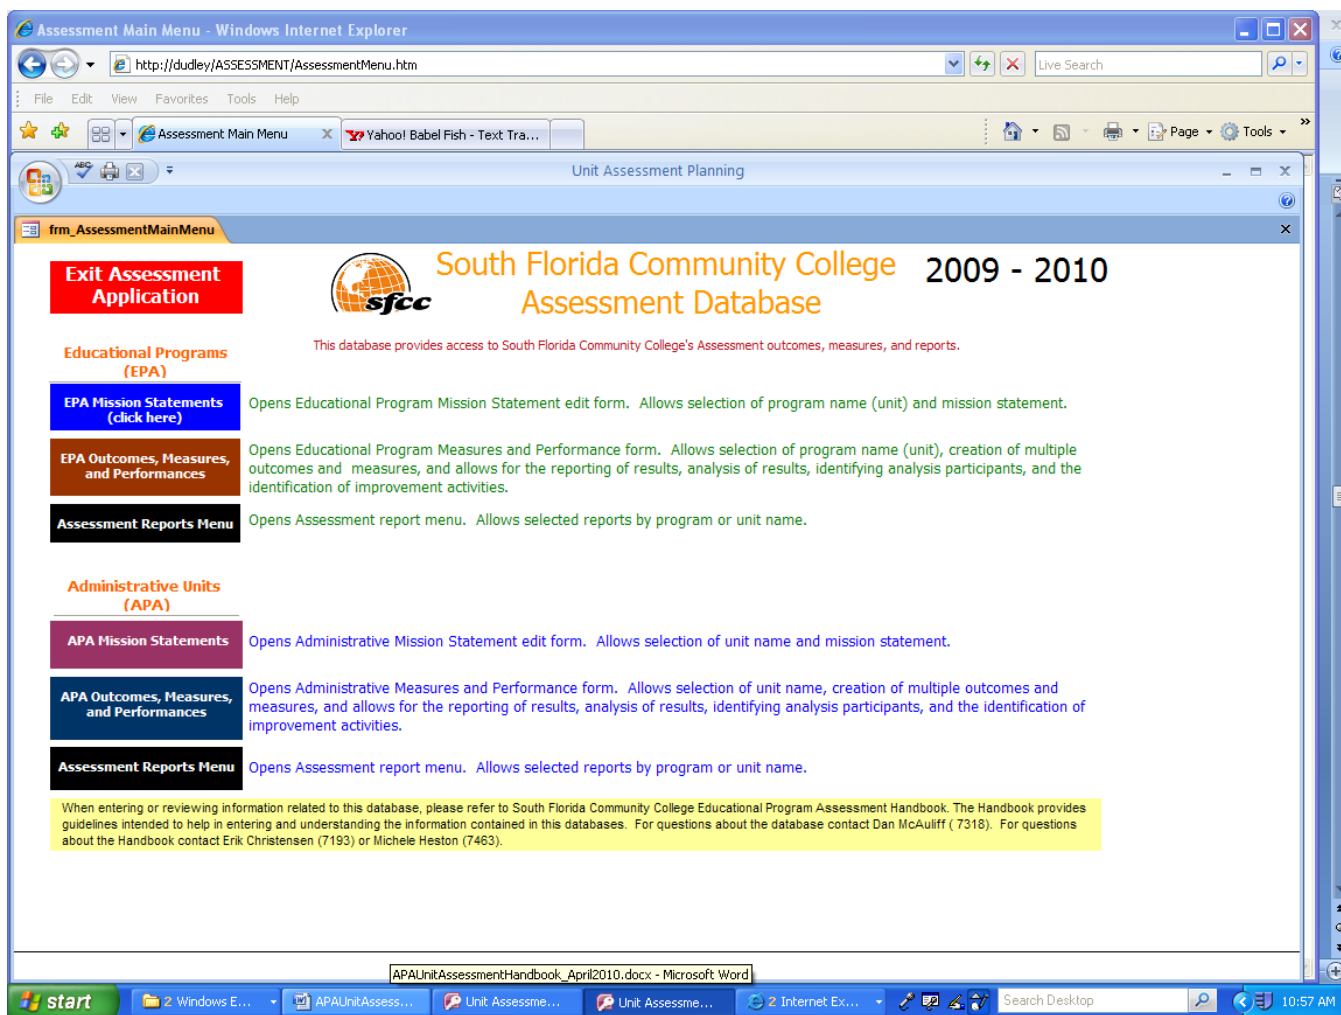 Assessment Main Menu - Windows Internet Explorer
http://dudley/ASSESSMENT/AssessmentMenu.htm
Live Search
File Edit View Favorites Tools Help
Assessment Main Menu X Yahoo! Babel Fish - Text Tra...
Page Tools »
Unit Assessment Planning
frm_AssessmentMainMenu
Exit Assessment
Application
sfcc
South Florida Community College
Assessment Database
2009 - 2010
This database provides access to South Florida Community College's Assessment outcomes, measures, and reports.
Educational Programs
(EPA)
EPA Mission Statements
(click here)
Opens Educational Program Mission Statement edit form. Allows selection of program name (unit) and mission statement.
EPA Outcomes, Measures,
and Performances
Opens Educational Program Measures and Performance form. Allows selection of program name (unit), creation of multiple
outcomes and measures, and allows for the reporting of results, analysis of results, identifying analysis participants, and the
identification of improvement activities.
Assessment Reports Menu
Opens Assessment report menu. Allows selected reports by program or unit name.
Administrative Units
(APA)
APA Mission Statements
Opens Administrative Mission Statement edit form. Allows selection of unit name and mission statement.
APA Outcomes, Measures,
and Performances
Opens Administrative Measures and Performance form. Allows selection of unit name, creation of multiple outcomes and
measures, and allows for the reporting of results, analysis of results, identifying analysis participants, and the identification of
improvement activities.
Assessment Reports Menu
Opens Assessment report menu. Allows selected reports by program or unit name.
When entering or reviewing information related to this database, please refer to South Florida Community College Educational Program Assessment Handbook. The Handbook provides
guidelines intended to help in entering and understanding the information contained in this databases. For questions about the database contact Dan McAuliff ( 7318). For questions
about the Handbook contact Erik Christensen (7193) or Michele Heston (7463).
APAUnitAssessmentHandbook_April2010.docx - Microsoft Word
start
2 Windows E...
APAUnitAssess...
Unit Assessme...
Unit Assessme...
2 Internet Ex...
Search Desktop
10:57 AM